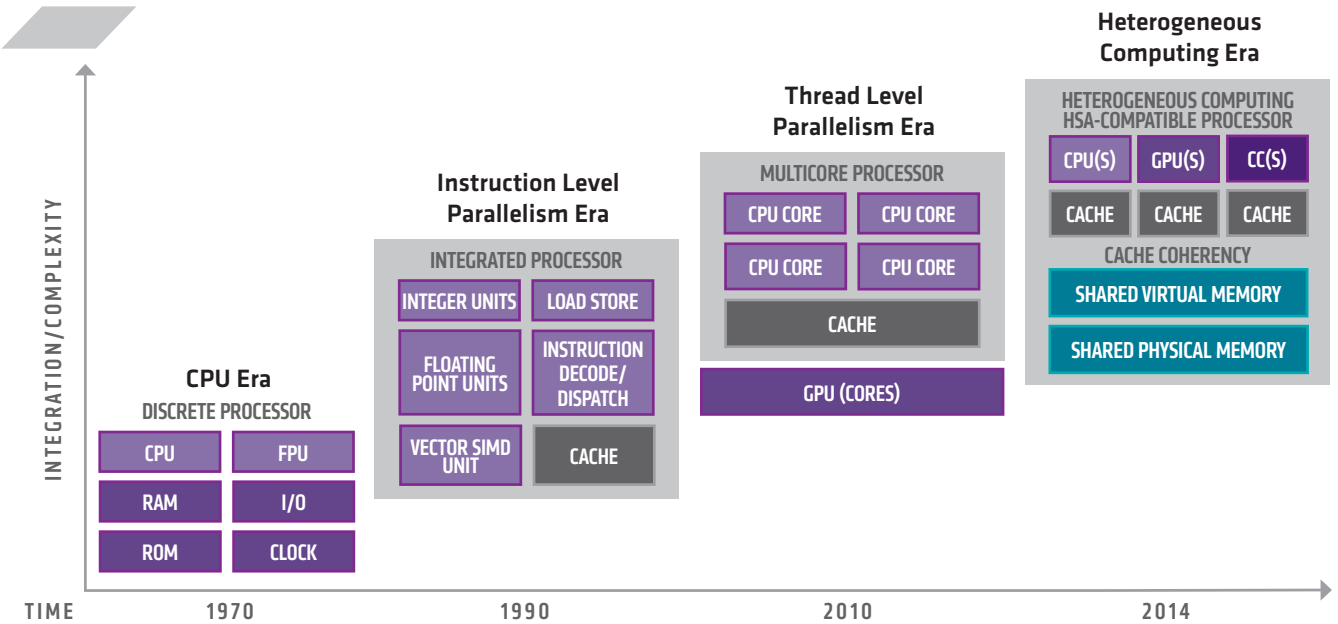 Heterogeneous
Computing Era
HETEROGENEOUS COMPUTING
HSA-COMPATIBLE PROCESSOR
CPU(S) GPU(S) CC(S)
CACHE CACHE CACHE
CACHE COHERENCY
SHARED VIRTUAL MEMORY
SHARED PHYSICAL MEMORY
Thread Level
Parallelism Era
MULTICORE PROCESSOR
CPU CORE CPU CORE
CPU CORE CPU CORE
CACHE
GPU (CORES)
Instruction Level
Parallelism Era
INTEGRATED PROCESSOR
INTEGER UNITS LOAD STORE
FLOATING
POINT UNITS
INSTRUCTION
DECODE/
DISPATCH
VECTOR SIMD
UNIT
CACHE
CPU Era
DISCRETE PROCESSOR
CPU FPU
RAM I/O
ROM CLOCK
INTEGRATION/COMPLEXITY
TIME 1970 1990 2010 2014